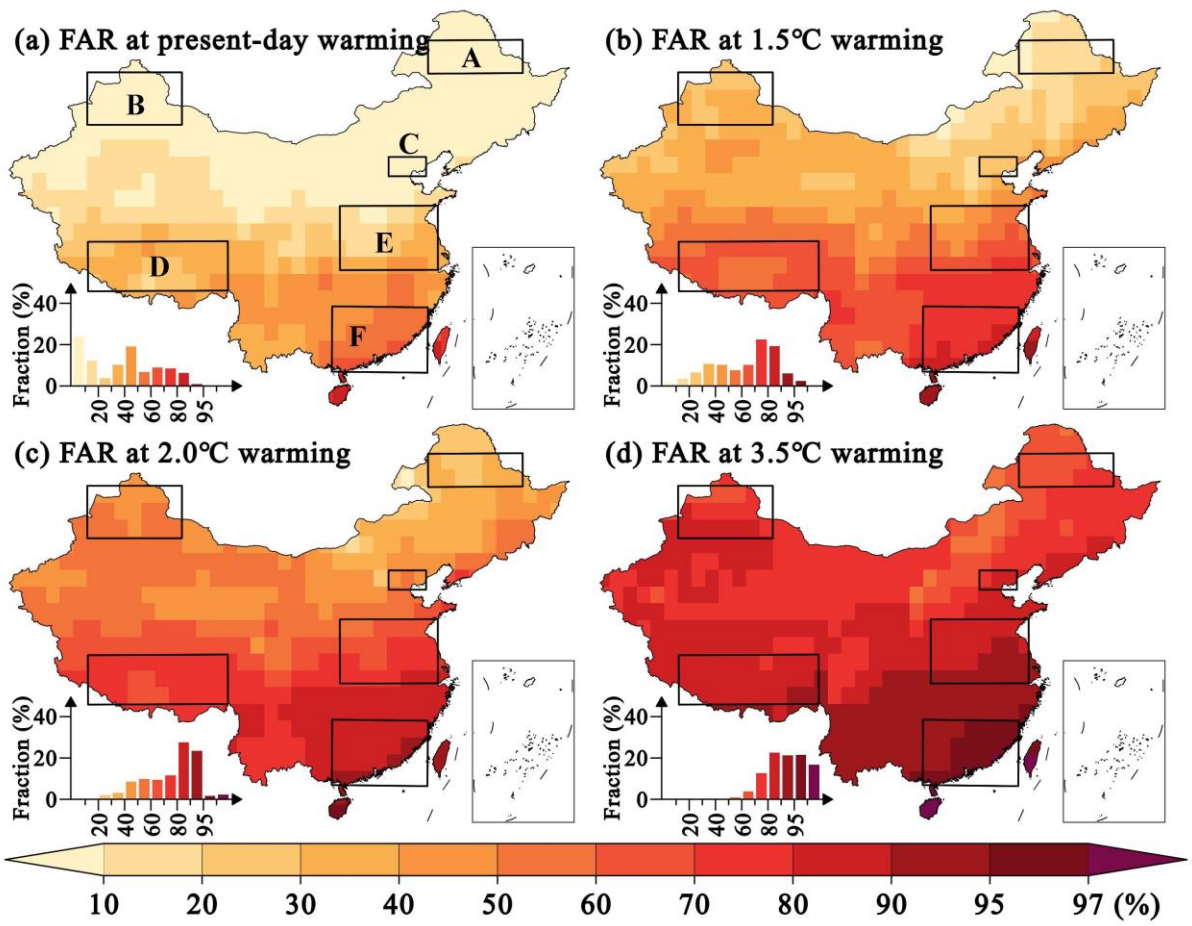 (a) FAR at present-day warming
A
B
C
D
E
F
Fraction (%)
40
20
0
20 40 60 80 95
(b) FAR at 1.5℃ warming
Fraction (%)
40
20
0
20 40 60 80 95
(c) FAR at 2.0℃ warming
Fraction (%)
40
20
0
20 40 60 80 95
(d) FAR at 3.5℃ warming
Fraction (%)
40
20
0
20 40 60 80 95
10 20 30 40 50 60 70 80 90 95 97 (%)